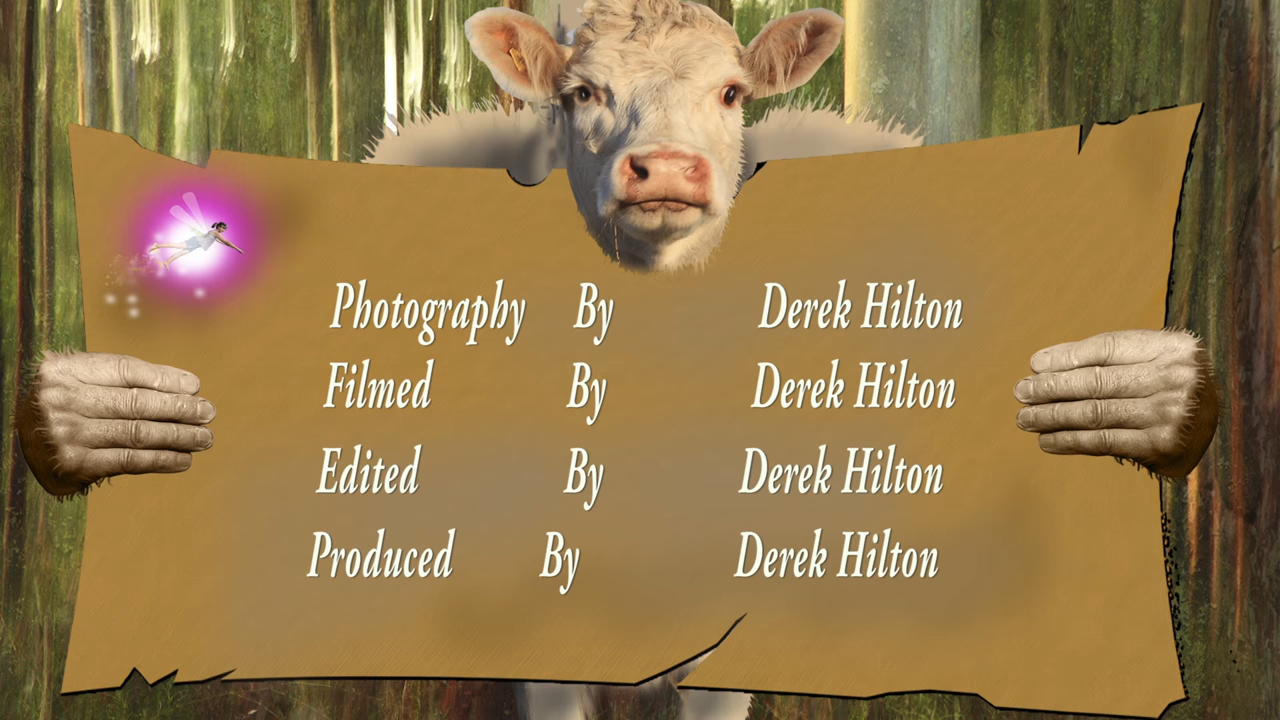 Photography By Derek Hilton
Filmed By Derek Hilton
Edited By Derek Hilton
Produced By Derek Hilton